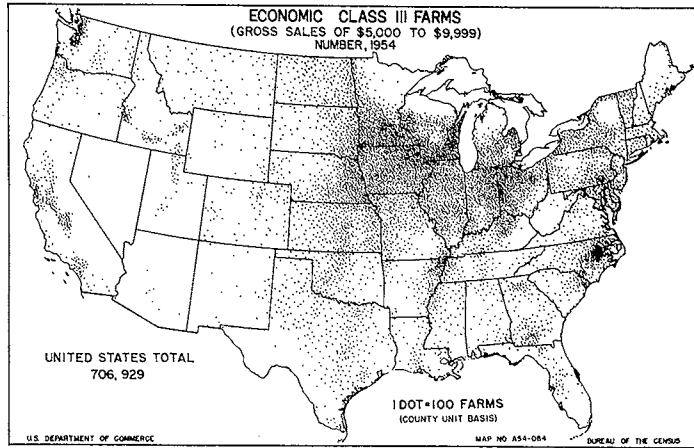 ECONOMIC CLASS III FARMS
(GROSS SALES OF $5,000 TO $9,999)
NUMBER, 1954
UNITED STATES TOTAL
706, 929
1 DOT=100 FARMS
(COUNTY UNIT BASIS)
U.S. DEPARTMENT OF COMMERCE
MAP NO A54-064
BUREAU OF THE CENSUS